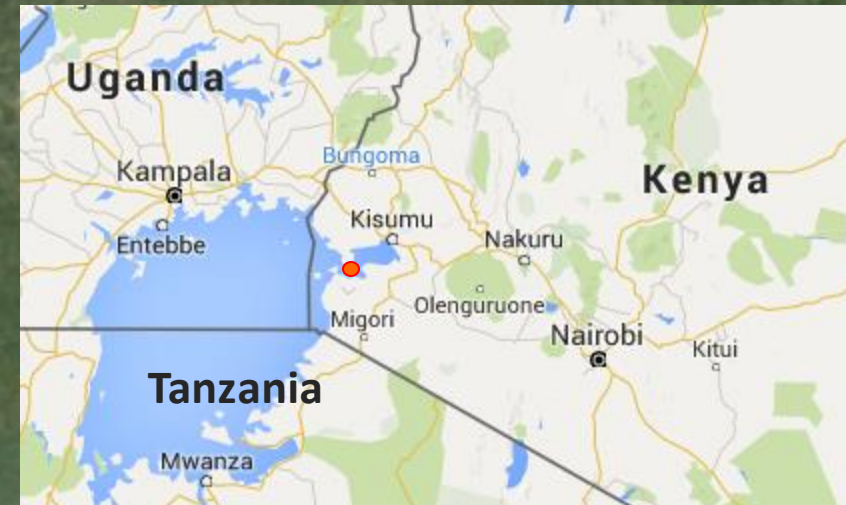 Uganda
Bungoma
Kampala
Kenya
Kisumu
Entebbe
Nakuru
Olenguruone
Migori
Nairobi
Kitui
Tanzania
Mwanza